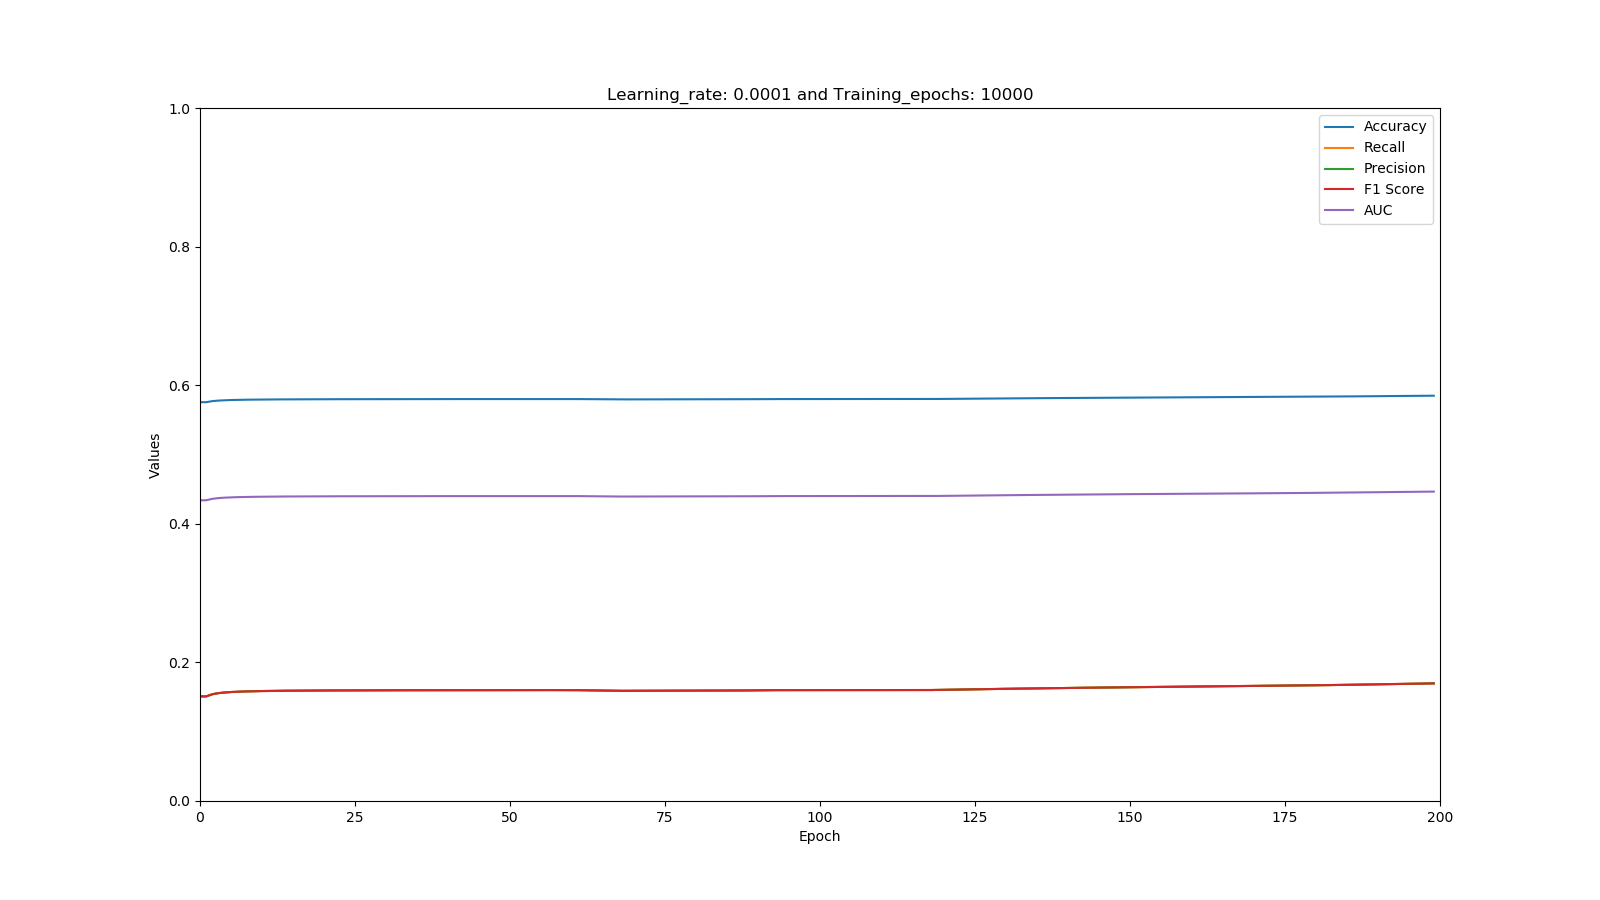 Learning_rate: 0.0001 and Training_epochs: 10000
1.0
0.8
0.6
0.4
0.2
0.0
Values
Accuracy
Recall
Precision
F1 Score
AUC
0 25 50 75 100 125 150 175 200
Epoch